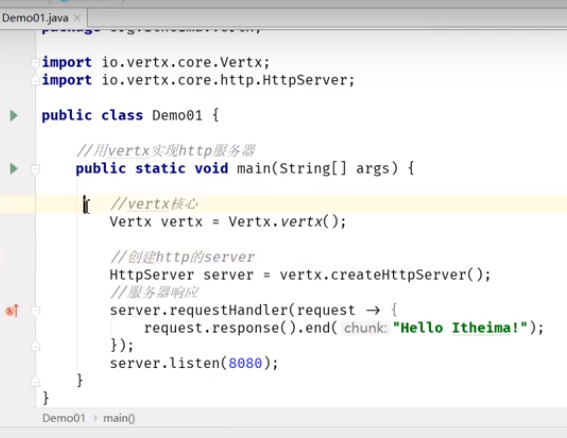 Demo01.java
import io.vertx.core.Vertx;
import io.vertx.core.http.HttpServer;
public class Demo01 {
//用vertx实现http服务器
public static void main(String[] args) {
//vertx核心
Vertx vertx = Vertx.vertx();
//创建http的server
HttpServer server = vertx.createHttpServer();
//服务器响应
server.requestHandler(request → {
request.response().end( chunk: "Hello Itheima!");
});
server.listen(8080);
}
}
Demo01 › main()